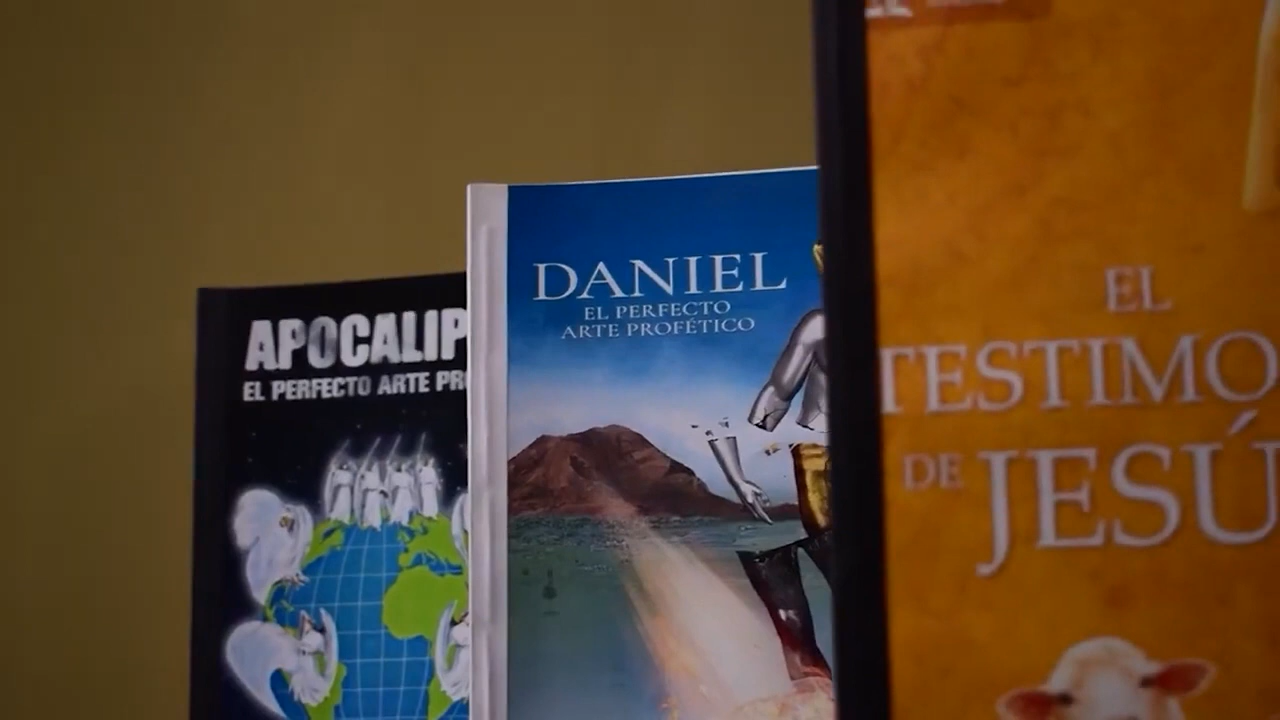 APOCALIP
EL PERFECTO ARTE PR
DANIEL
EL PERFECTO
ARTE PROFÉTICO
EL
TESTIMO
DE JESÚ